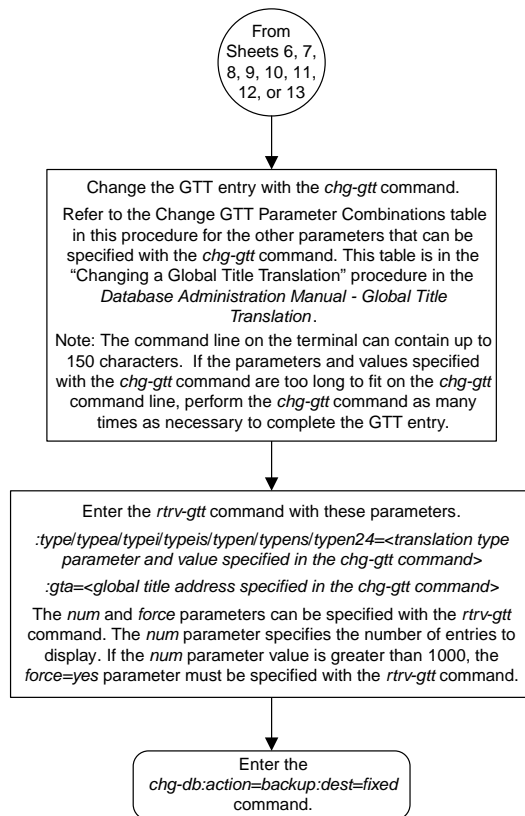 From
Sheets 6, 7,
8, 9, 10, 11,
12, or 13
Change the GTT entry with the chg-gtt command.
Refer to the Change GTT Parameter Combinations table
in this procedure for the other parameters that can be
specified with the chg-gtt command. This table is in the
“Changing a Global Title Translation” procedure in the
Database Administration Manual - Global Title
Translation.
Note: The command line on the terminal can contain up to
150 characters. If the parameters and values specified
with the chg-gtt command are too long to fit on the chg-gtt
command line, perform the chg-gtt command as many
times as necessary to complete the GTT entry.
Enter the rtrv-gtt command with these parameters.
:type/typea/typei/typeis/typen/typens/typen24=<translation type
parameter and value specified in the chg-gtt command>
:gta=<global title address specified in the chg-gtt command>
The num and force parameters can be specified with the rtrv-gtt
command. The num parameter specifies the number of entries to
display. If the num parameter value is greater than 1000, the
force=yes parameter must be specified with the rtrv-gtt command.
Enter the
chg-db:action=backup:dest=fixed
command.